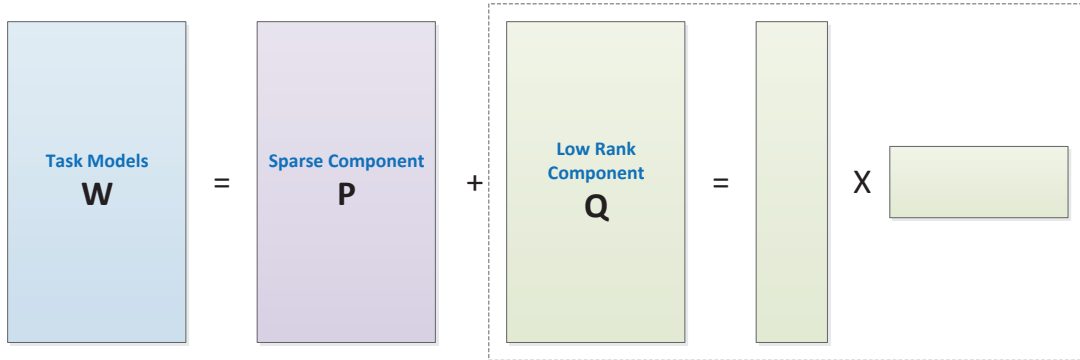 Task Models
W
=
Sparse Component
P
+
Low Rank
Component
Q
=
X